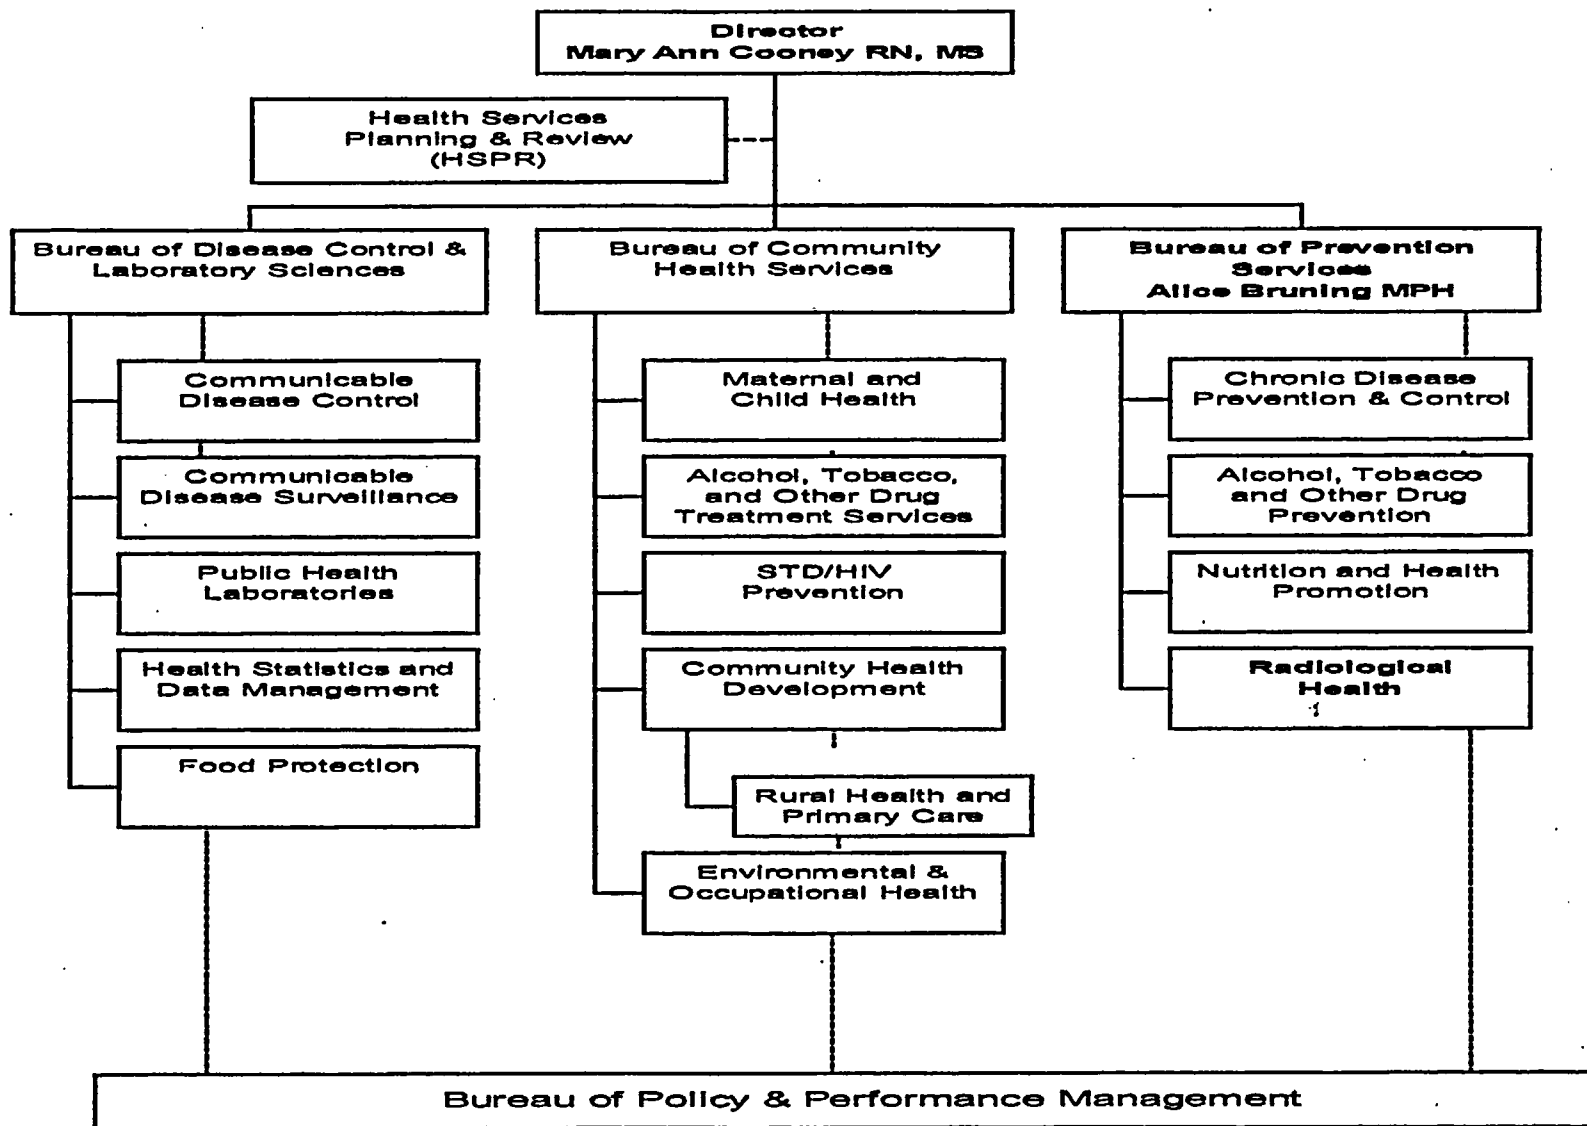 Director
Mary Ann Cooney RN, MS
Health Services
Planning & Review
(HSPR)
Bureau of Disease Control &
Laboratory Sciences
Bureau of Community
Health Services
Bureau of Prevention
Services
Alice Bruning MPH
Communicable
Disease Control
Communicable
Disease Surveillance
Public Health
Laboratories
Health Statistics and
Data Management
Food Protection
Maternal and
Child Health
Alcohol, Tobacco,
and Other Drug
Treatment Services
STD/HIV
Prevention
Community Health
Development
Rural Health and
Primary Care
Environmental &
Occupational Health
Chronic Disease
Prevention & Control
Alcohol, Tobacco
and Other Drug
Prevention
Nutrition and Health
Promotion
Radiological
Health
Bureau of Policy & Performance Management